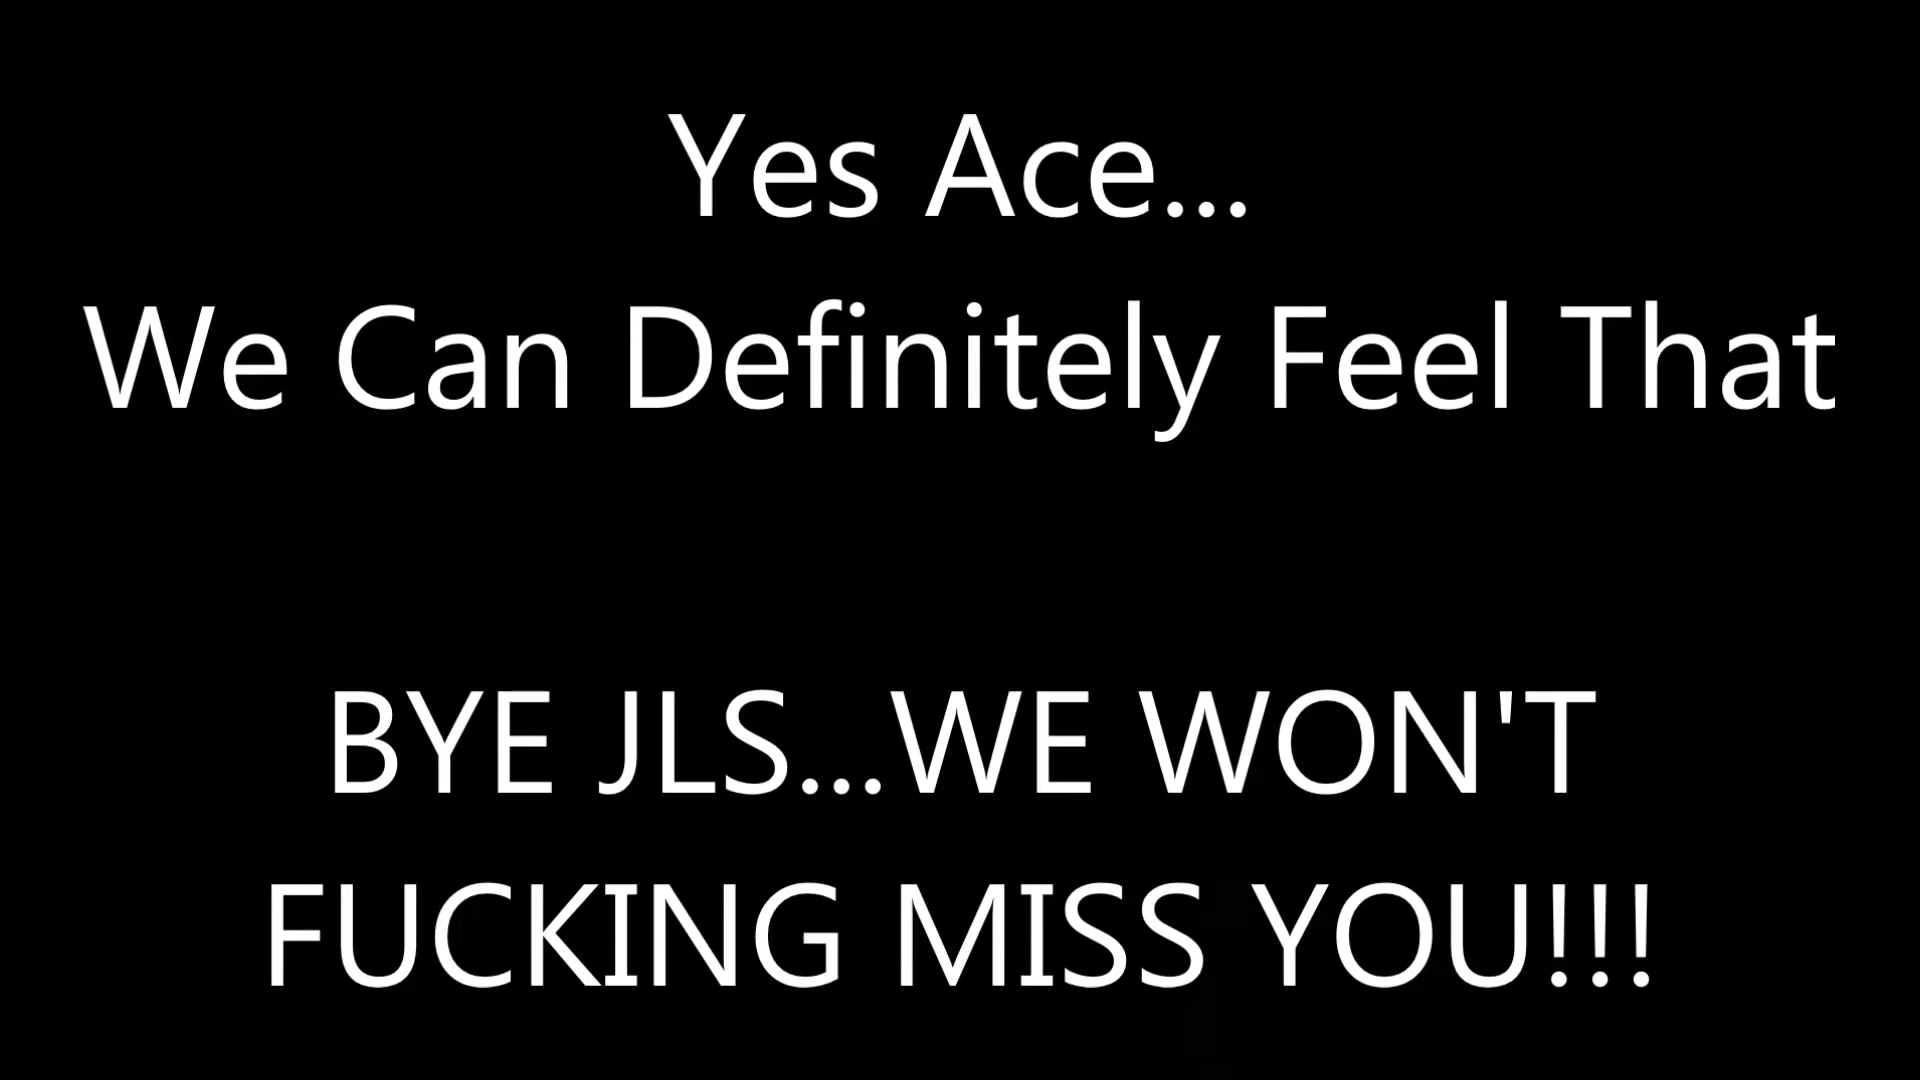 Yes Ace...
We Can Definitely Feel That
BYE JLS...WE WON'T
FUCKING MISS YOU!!!